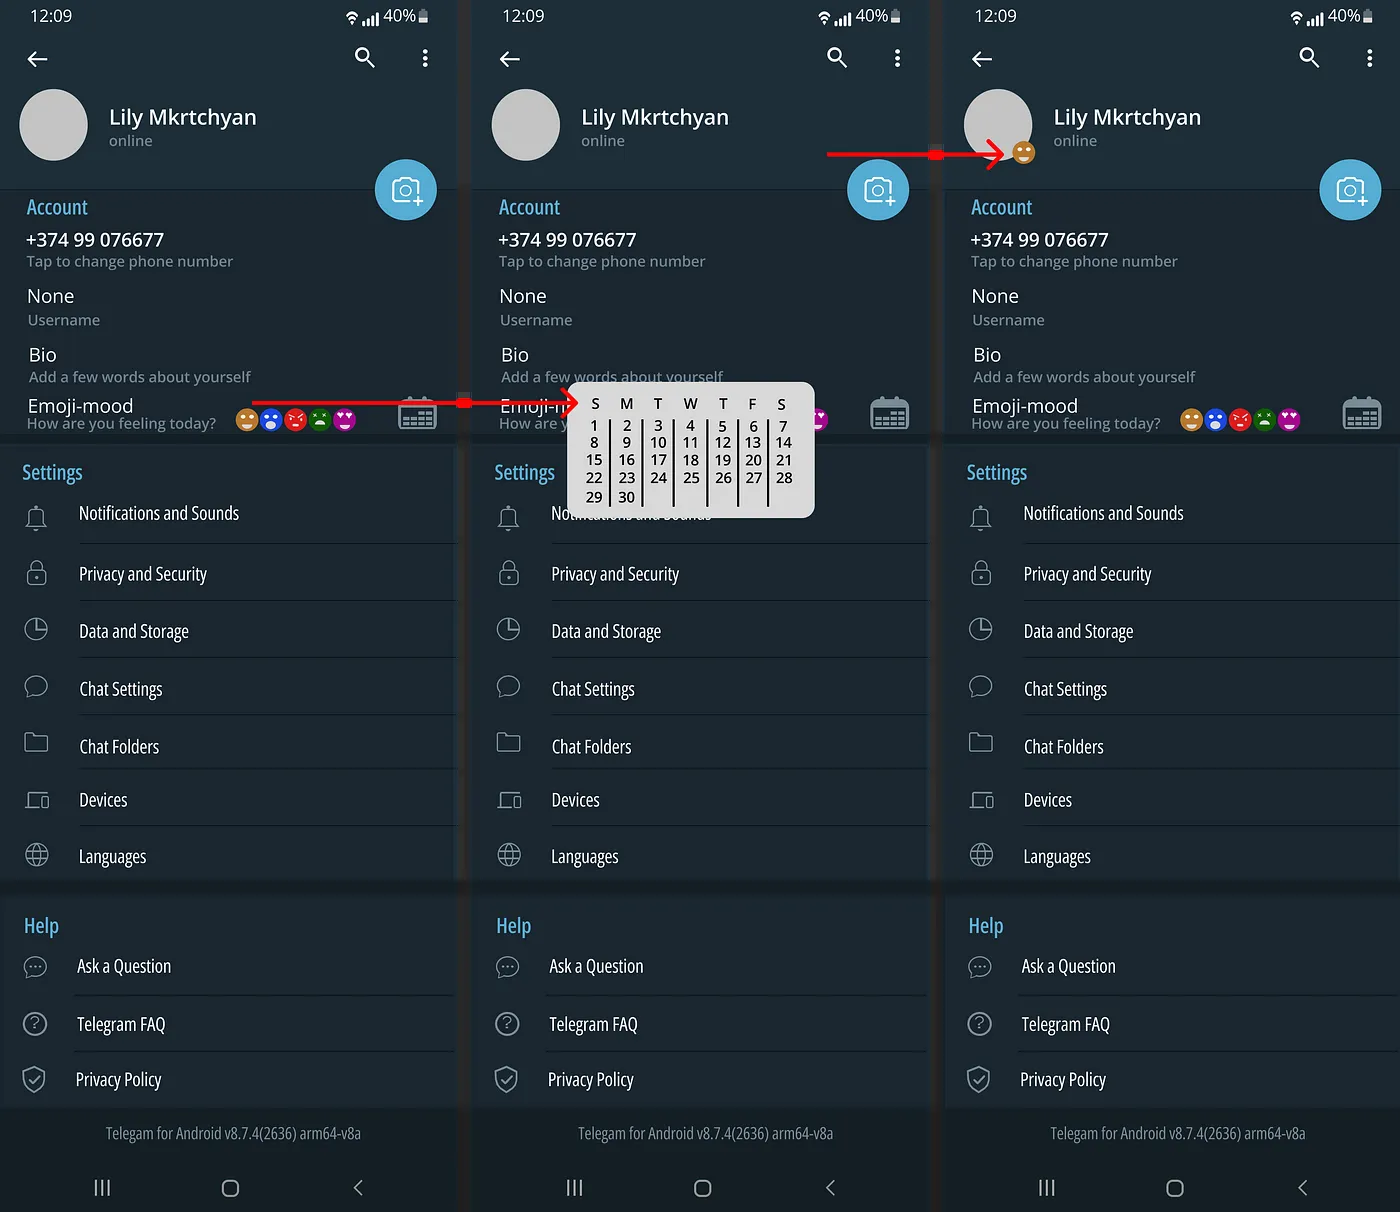 12:09
40%
Lily Mkrtchyan
online
Account
+374 99 076677
Tap to change phone number
None
Username
Bio
Add a few words about yourself
Emoji-mood
How are you feeling today?
Settings
Notifications and Sounds
Privacy and Security
Data and Storage
Chat Settings
Chat Folders
Devices
Languages
Help
Ask a Question
Telegram FAQ
Privacy Policy
Telegam for Android v8.7.4(2636) arm64-v8a
12:09
40%
Lily Mkrtchyan
online
Account
+374 99 076677
Tap to change phone number
None
Username
Bio
Add a few words about yourself
Emoji-
How are y
S M T W T F S
1 2 3 4 5 6 7
8 9 10 11 12 13 14
15 16 17 18 19 20 21
22 23 24 25 26 27 28
29 30
Settings
Notifications and Sounds
Privacy and Security
Data and Storage
Chat Settings
Chat Folders
Devices
Languages
Help
Ask a Question
Telegram FAQ
Privacy Policy
Telegam for Android v8.7.4(2636) arm64-v8a
12:09
40%
Lily Mkrtchyan
online
Account
+374 99 076677
Tap to change phone number
None
Username
Bio
Add a few words about yourself
Emoji-mood
How are you feeling today?
Settings
Notifications and Sounds
Privacy and Security
Data and Storage
Chat Settings
Chat Folders
Devices
Languages
Help
Ask a Question
Telegram FAQ
Privacy Policy
Telegam for Android v8.7.4(2636) arm64-v8a